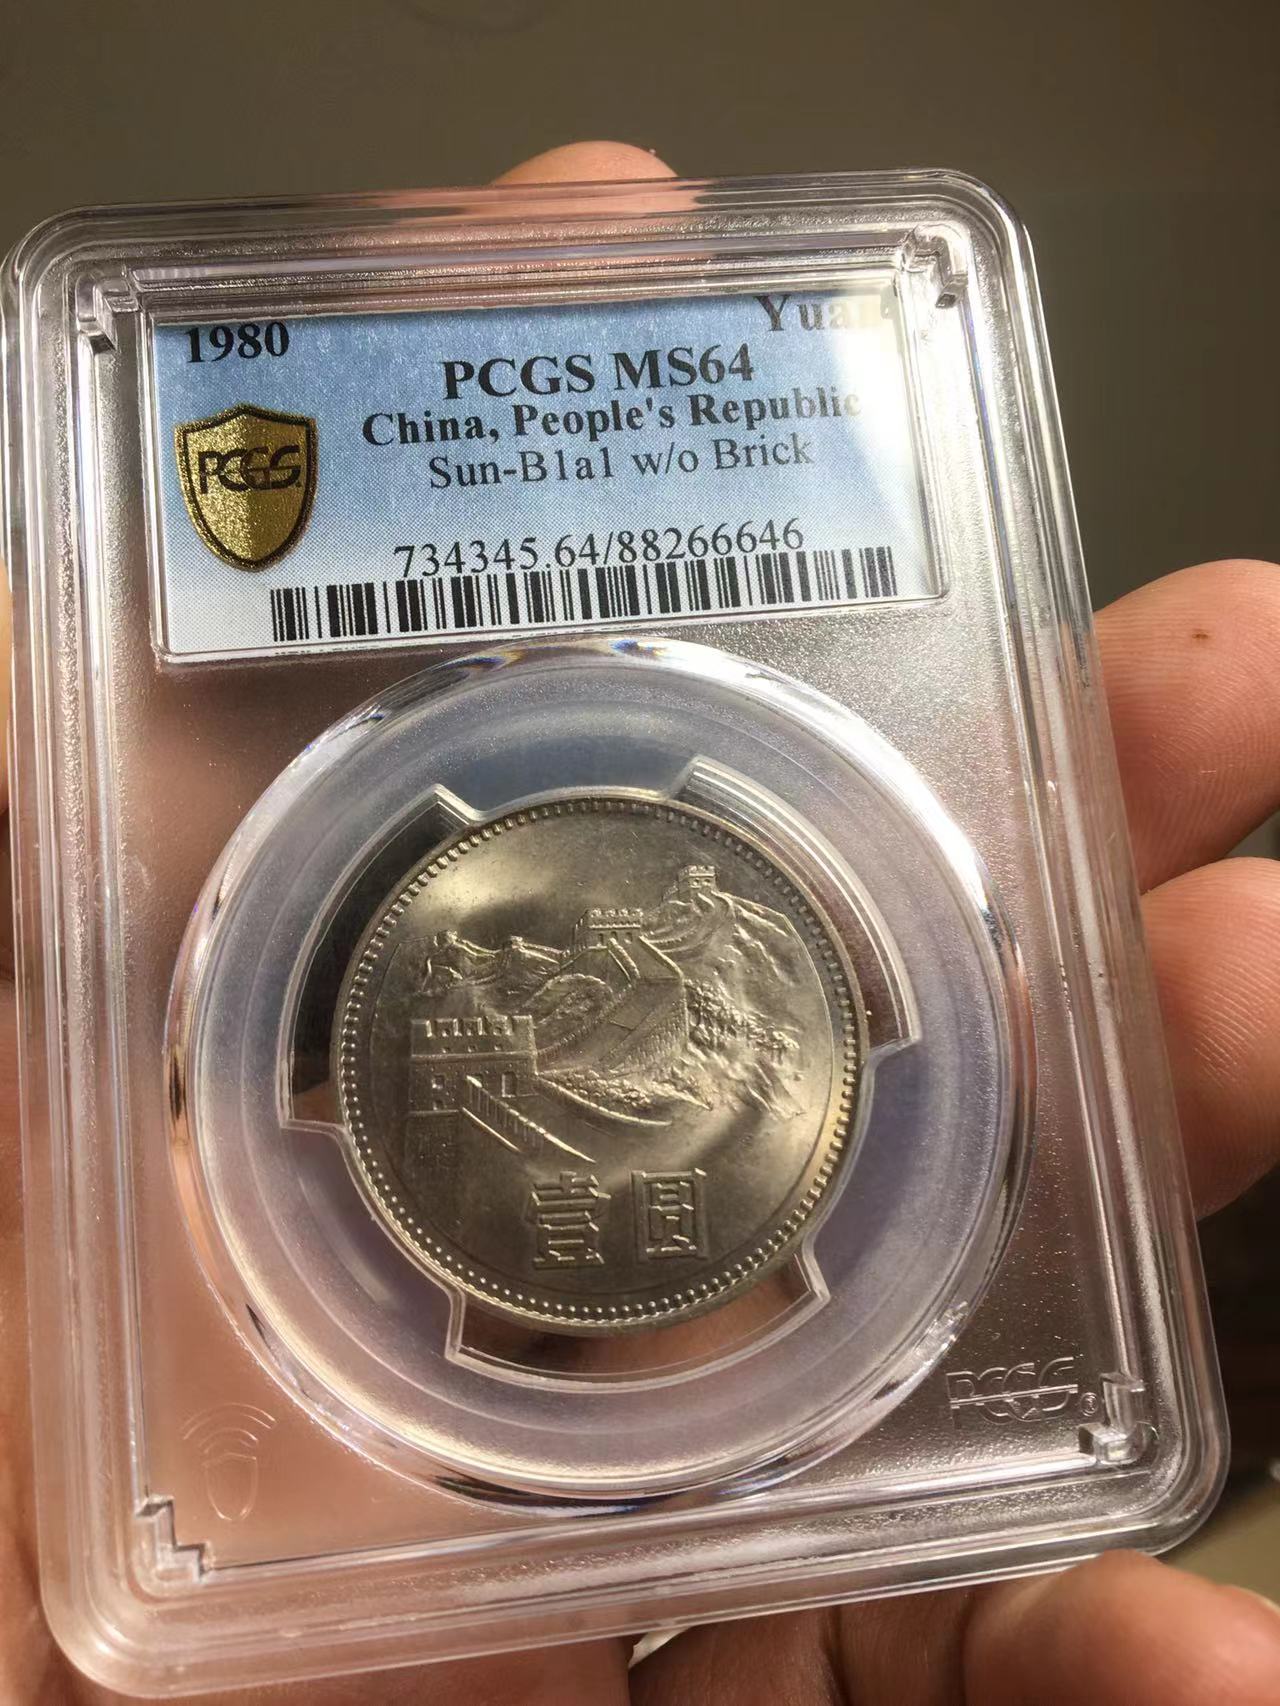 1980
PCGS MS64
China, People's Republic
Sun-B1a1 w/o Brick
734345.64/88266646
PCGS
壹圆
PCGS